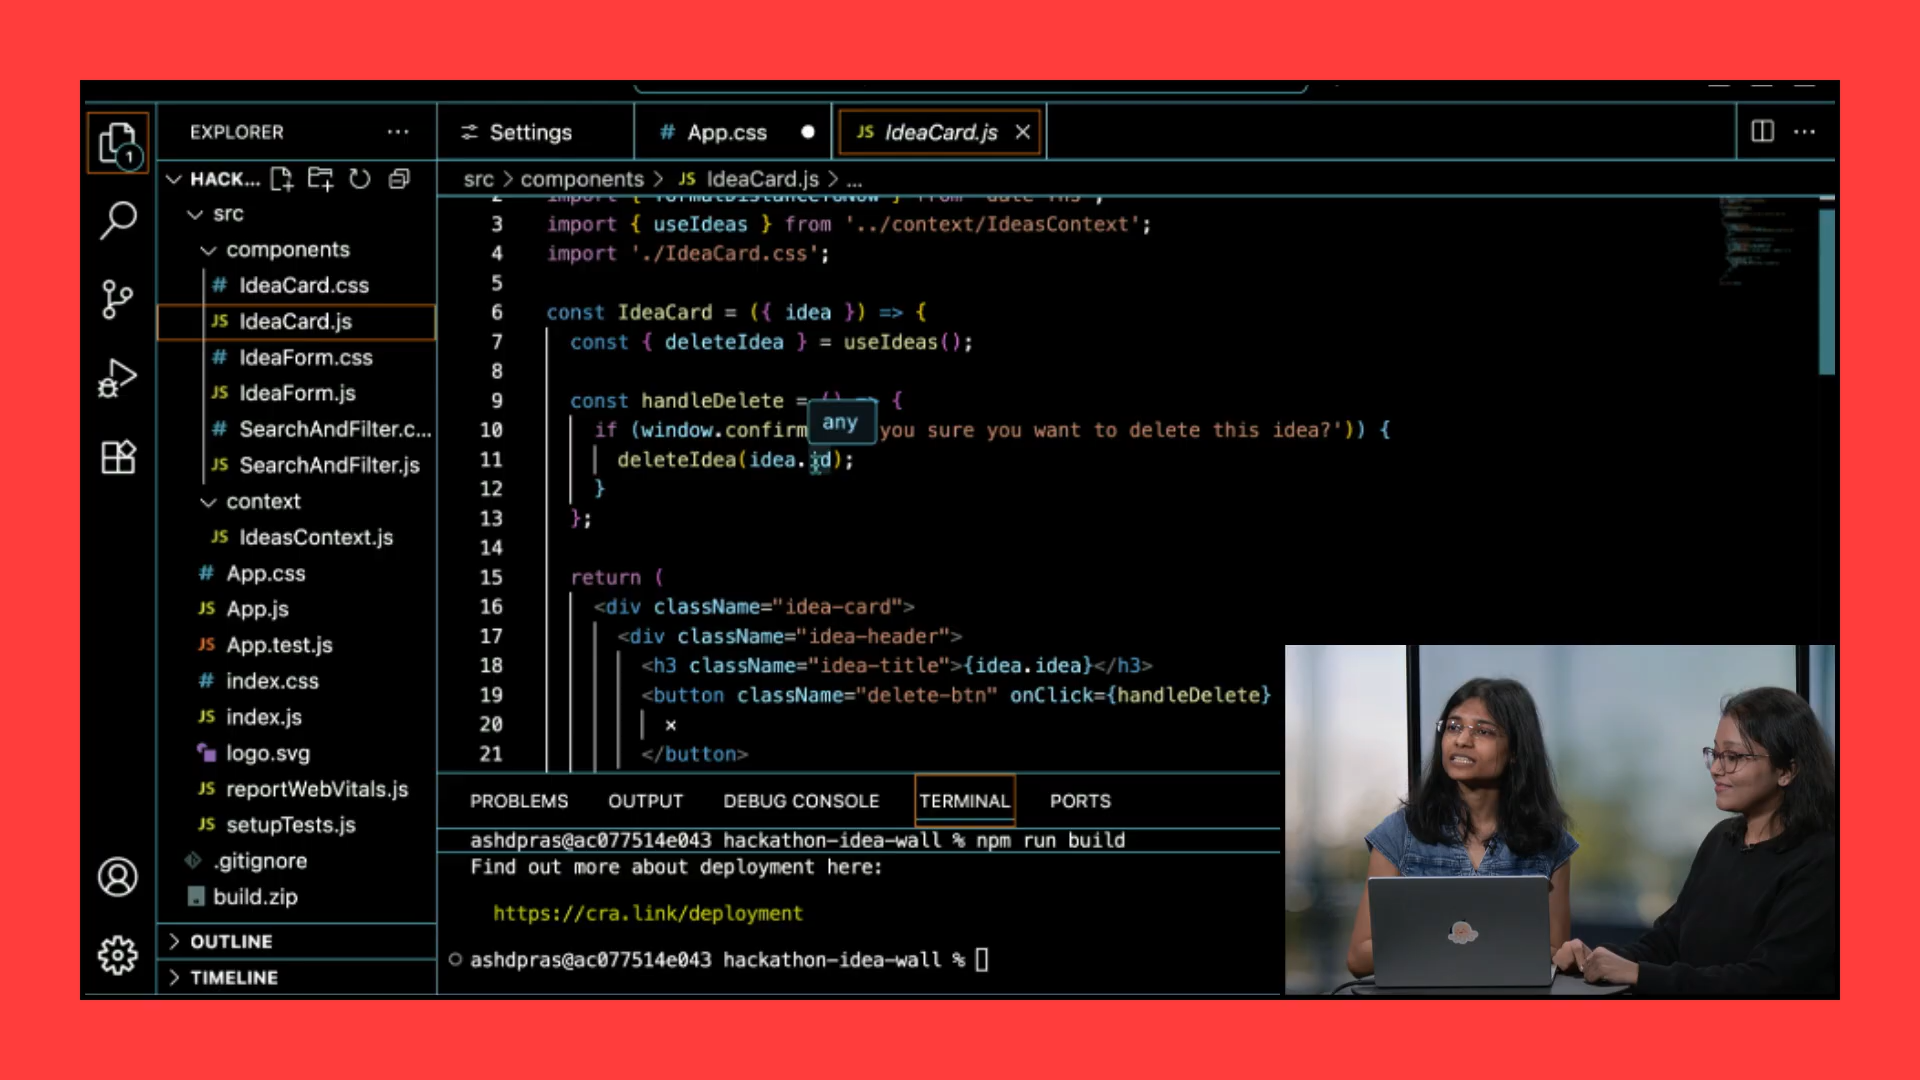 EXPLORER
Settings
# App.css
JS IdeaCard.js
1
HACK...
src > components > JS IdeaCard.js > ...
src
components
# IdeaCard.css
JS IdeaCard.js
# IdeaForm.css
JS IdeaForm.js
# SearchAndFilter.c...
JS SearchAndFilter.js
context
JS IdeasContext.js
# App.css
JS App.js
JS App.test.js
# index.css
JS index.js
logo.svg
JS reportWebVitals.js
JS setupTests.js
.gitignore
build.zip
OUTLINE
TIMELINE
3 import { useIdeas } from '../context/IdeasContext';
4 import './IdeaCard.css';
5
6 const IdeaCard = ({ idea }) => {
7 const { deleteIdea } = useIdeas();
8
9 const handleDelete = () => {
any
10 if (window.confirm you sure you want to delete this idea?')) {
11 deleteIdea(idea.id);
12 }
13 };
14
15 return (
16 <div className="idea-card">
17 <div className="idea-header">
18 <h3 className="idea-title">{idea.idea}</h3>
19 <button className="delete-btn" onClick={handleDelete}
20 ×
21 </button>
PROBLEMS OUTPUT DEBUG CONSOLE TERMINAL PORTS
ashdpras@ac077514e043 hackathon-idea-wall % npm run build
Find out more about deployment here:
https://cra.link/deployment
ashdpras@ac077514e043 hackathon-idea-wall %